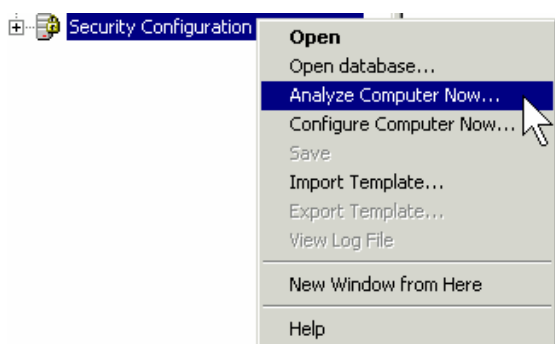 Security Configuration
Open
Open database...
Analyze Computer Now...
Configure Computer Now...
Save
Import Template...
Export Template...
View Log File
New Window from Here
Help